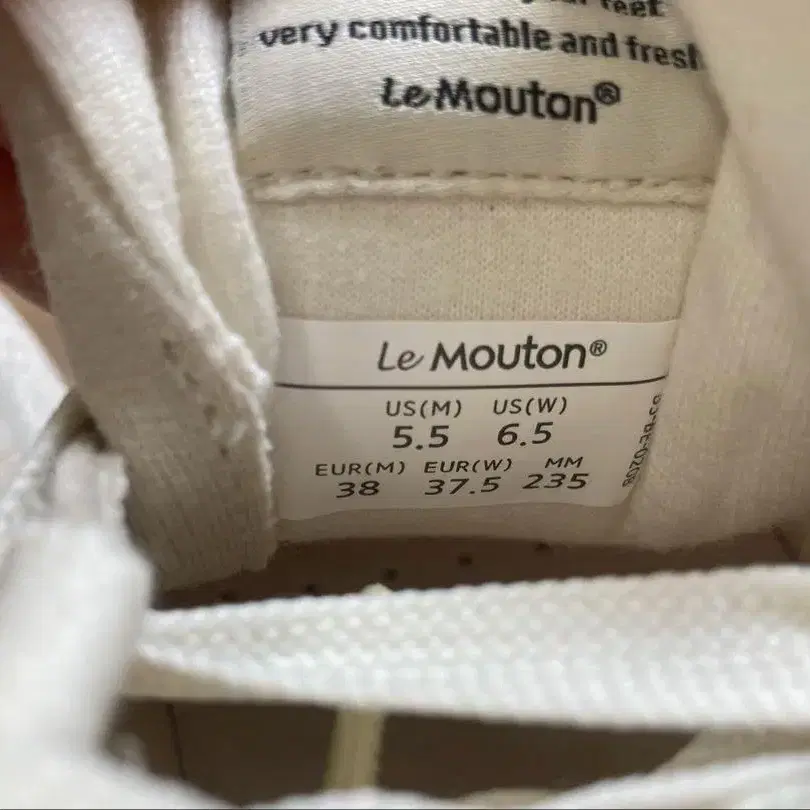 feet
very comfortable and fresh
Le Mouton®
Le Mouton®
US(M) US(W)
5.5 6.5
EUR(M) EUR(W) MM
38 37.5 235